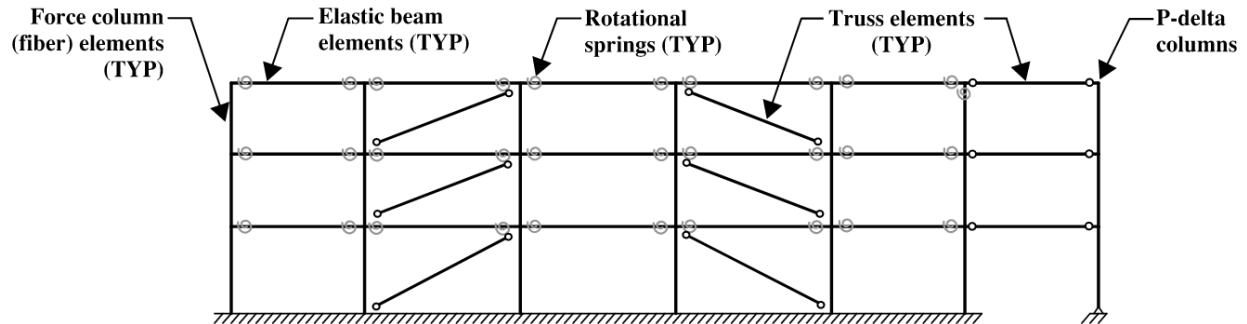 Force column
(fiber) elements
(TYP)
Elastic beam
elements (TYP)
Rotational
springs (TYP)
Truss elements
(TYP)
P-delta
columns